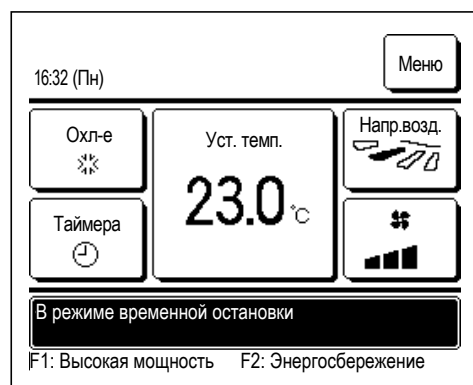 Меню
16:32 (Пн)
Охл-е
Уст. темп.
Напр.возд.
23.0 °C
Таймера
В режиме временной остановки
F1: Высокая мощность F2: Энергосбережение